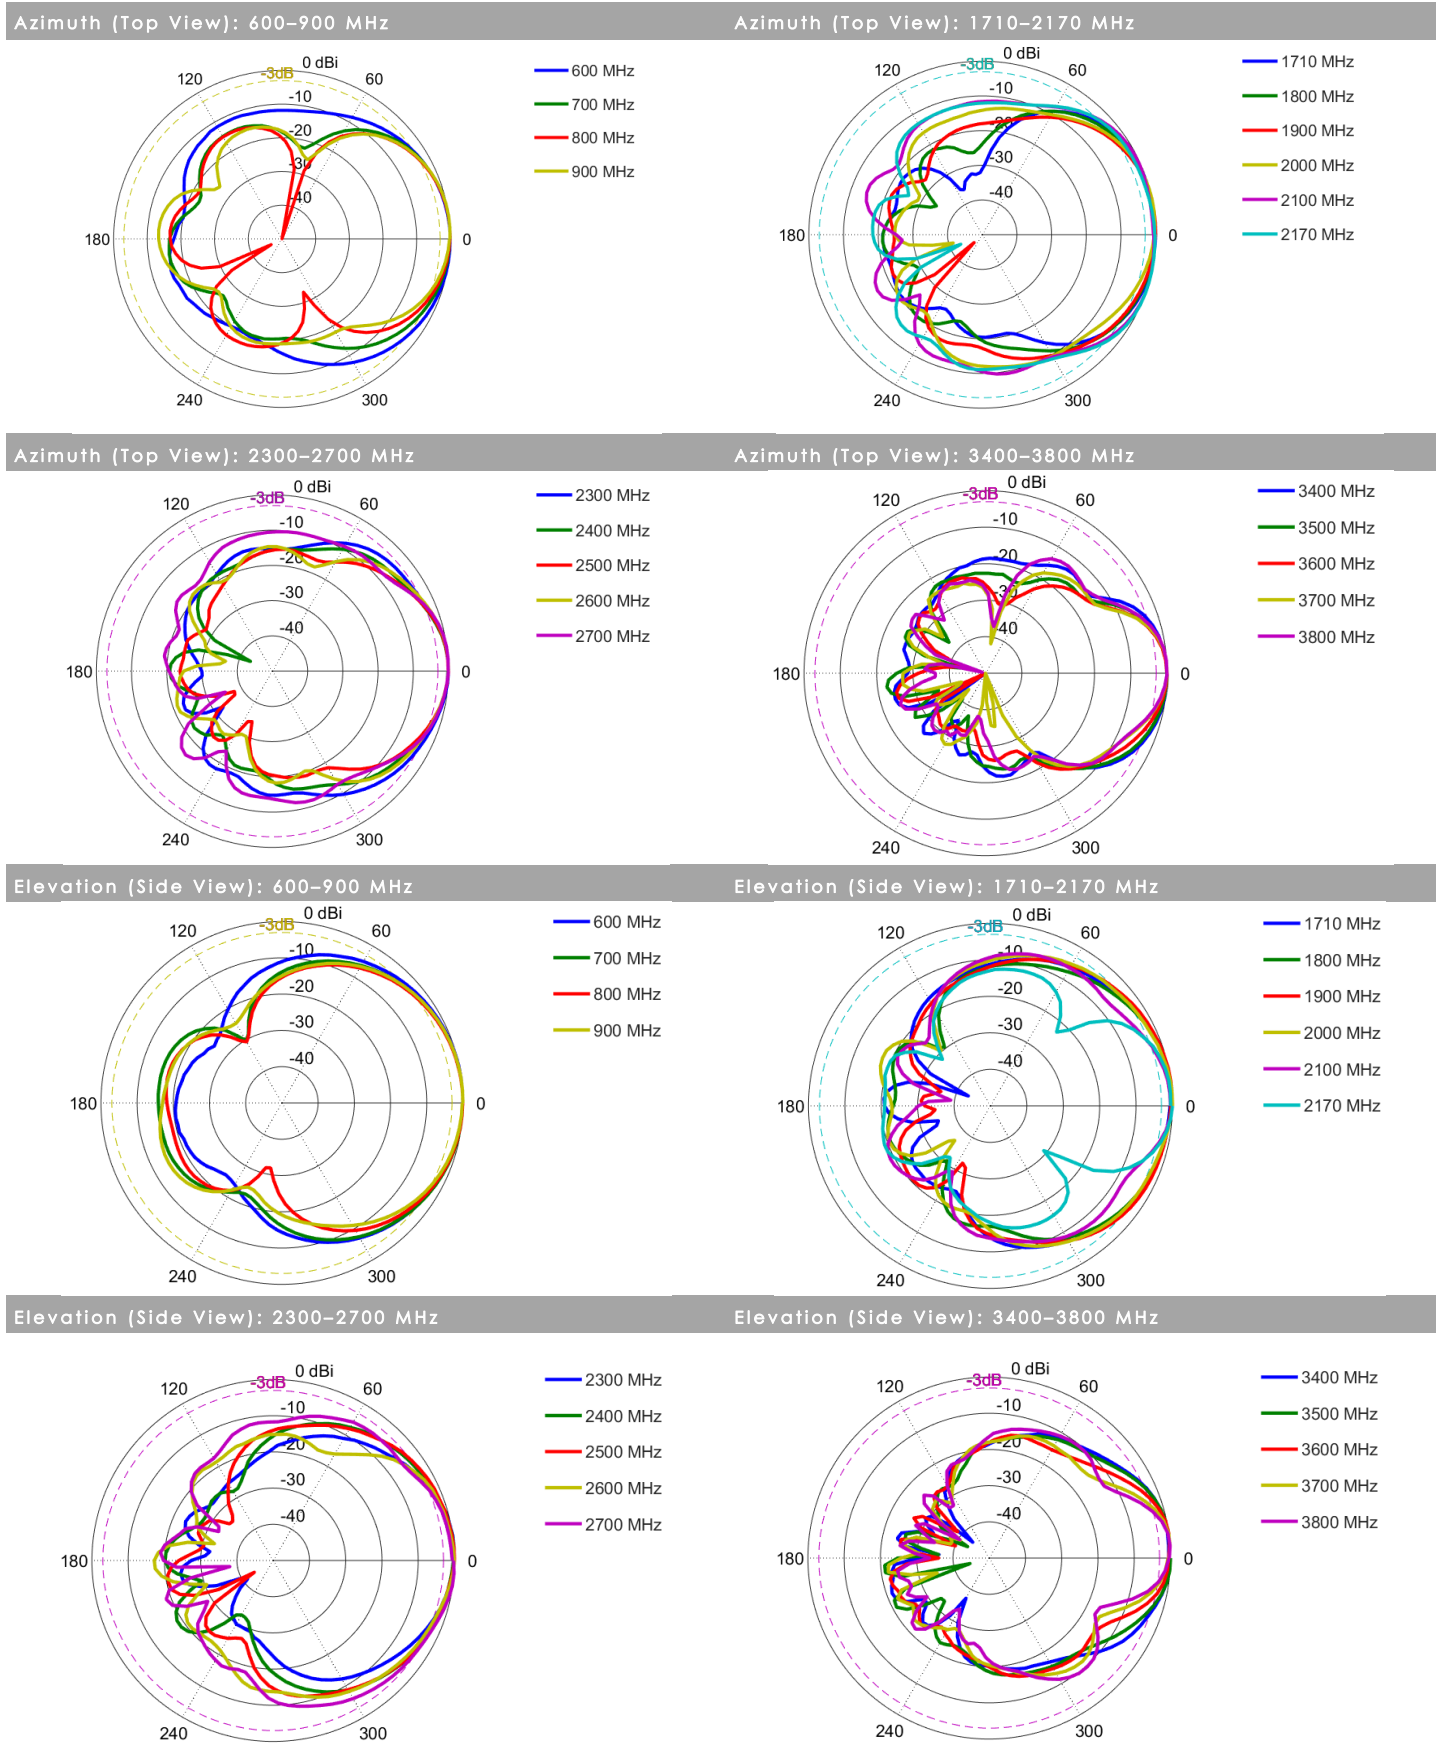 Azimuth (Top View): 600–900 MHz
0 dBi
-3dB
120
60
-10
-20
-30
-40
180
0
240
300
600 MHz
700 MHz
800 MHz
900 MHz
Azimuth (Top View): 1710–2170 MHz
0 dBi
-3dB
120
60
-10
-20
-30
-40
180
0
240
300
1710 MHz
1800 MHz
1900 MHz
2000 MHz
2100 MHz
2170 MHz
Azimuth (Top View): 2300–2700 MHz
0 dBi
-3dB
120
60
-10
-20
-30
-40
180
0
240
300
2300 MHz
2400 MHz
2500 MHz
2600 MHz
2700 MHz
Azimuth (Top View): 3400–3800 MHz
0 dBi
-3dB
120
60
-10
-20
-30
-40
180
0
240
300
3400 MHz
3500 MHz
3600 MHz
3700 MHz
3800 MHz
Elevation (Side View): 600–900 MHz
0 dBi
-3dB
120
60
-10
-20
-30
-40
180
0
240
300
600 MHz
700 MHz
800 MHz
900 MHz
Elevation (Side View): 1710–2170 MHz
0 dBi
-3dB
120
60
-10
-20
-30
-40
180
0
240
300
1710 MHz
1800 MHz
1900 MHz
2000 MHz
2100 MHz
2170 MHz
Elevation (Side View): 2300–2700 MHz
0 dBi
-3dB
120
60
-10
-20
-30
-40
180
0
240
300
2300 MHz
2400 MHz
2500 MHz
2600 MHz
2700 MHz
Elevation (Side View): 3400–3800 MHz
0 dBi
-3dB
120
60
-10
-20
-30
-40
180
0
240
300
3400 MHz
3500 MHz
3600 MHz
3700 MHz
3800 MHz